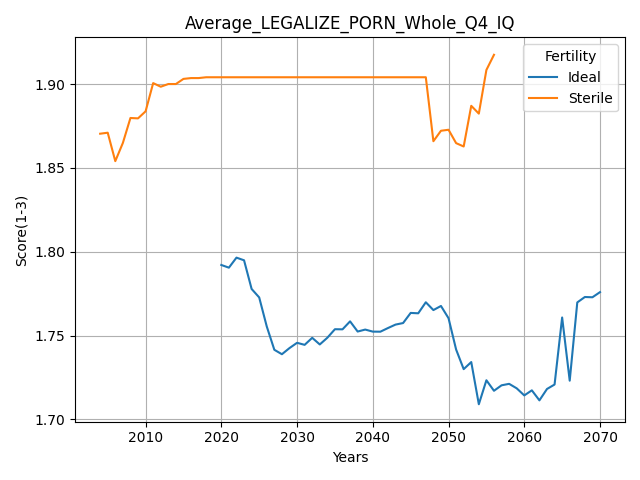 Average_LEGALIZE_PORN_Whole_Q4_IQ
Fertility
Ideal
Sterile
Score(1-3)
1.90
1.85
1.80
1.75
1.70
2010 2020 2030 2040 2050 2060 2070
Years